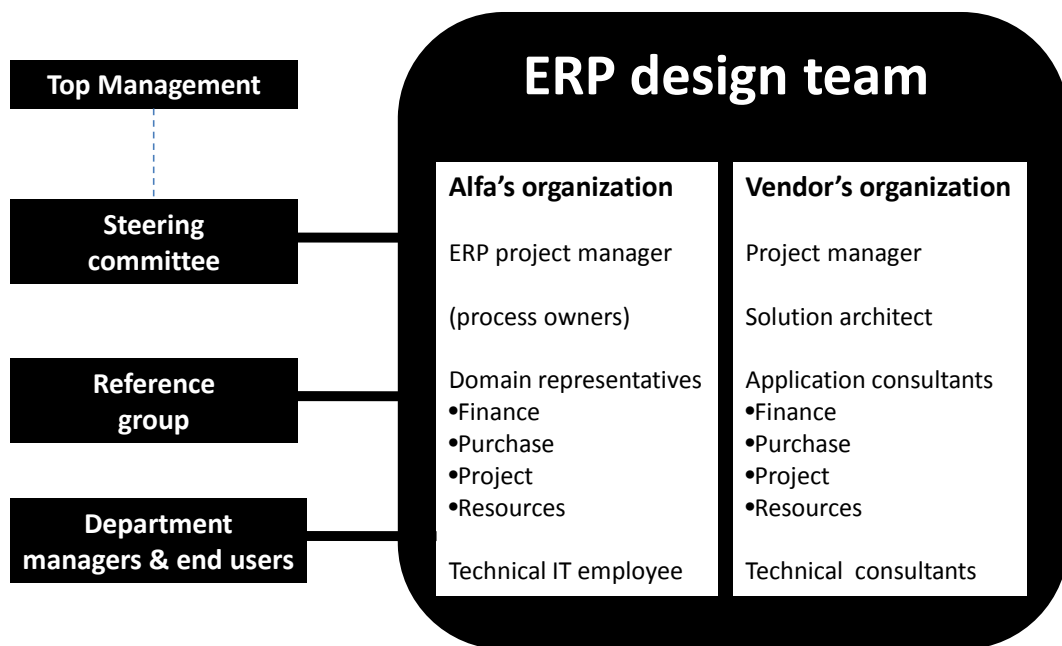 Top Management
Steering
committee
Reference
group
Department
managers & end users
ERP design team
Alfa’s organization
ERP project manager
(process owners)
Domain representatives
•Finance
•Purchase
•Project
•Resources
Technical IT employee
Vendor’s organization
Project manager
Solution architect
Application consultants
•Finance
•Purchase
•Project
•Resources
Technical  consultants